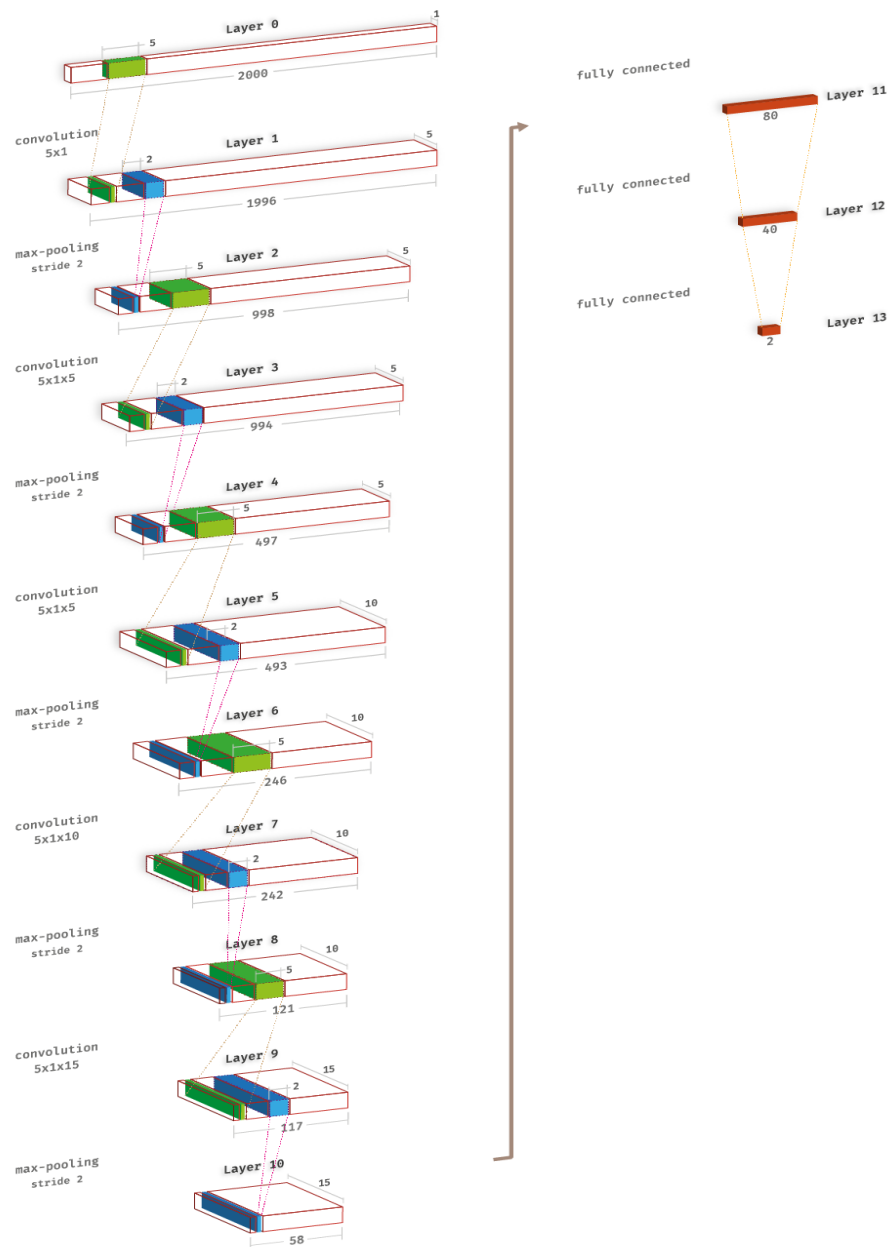 Layer 0
1
5
2000
convolution
5x1
Layer 1
5
2
1996
max-pooling
stride 2
Layer 2
5
5
998
convolution
5x1x5
Layer 3
5
2
994
max-pooling
stride 2
Layer 4
5
5
497
convolution
5x1x5
Layer 5
10
2
493
max-pooling
stride 2
Layer 6
10
5
246
convolution
5x1x10
Layer 7
10
2
242
max-pooling
stride 2
Layer 8
10
5
121
convolution
5x1x15
Layer 9
15
2
117
max-pooling
stride 2
Layer 10
15
58
fully connected
Layer 11
80
fully connected
Layer 12
40
fully connected
Layer 13
2